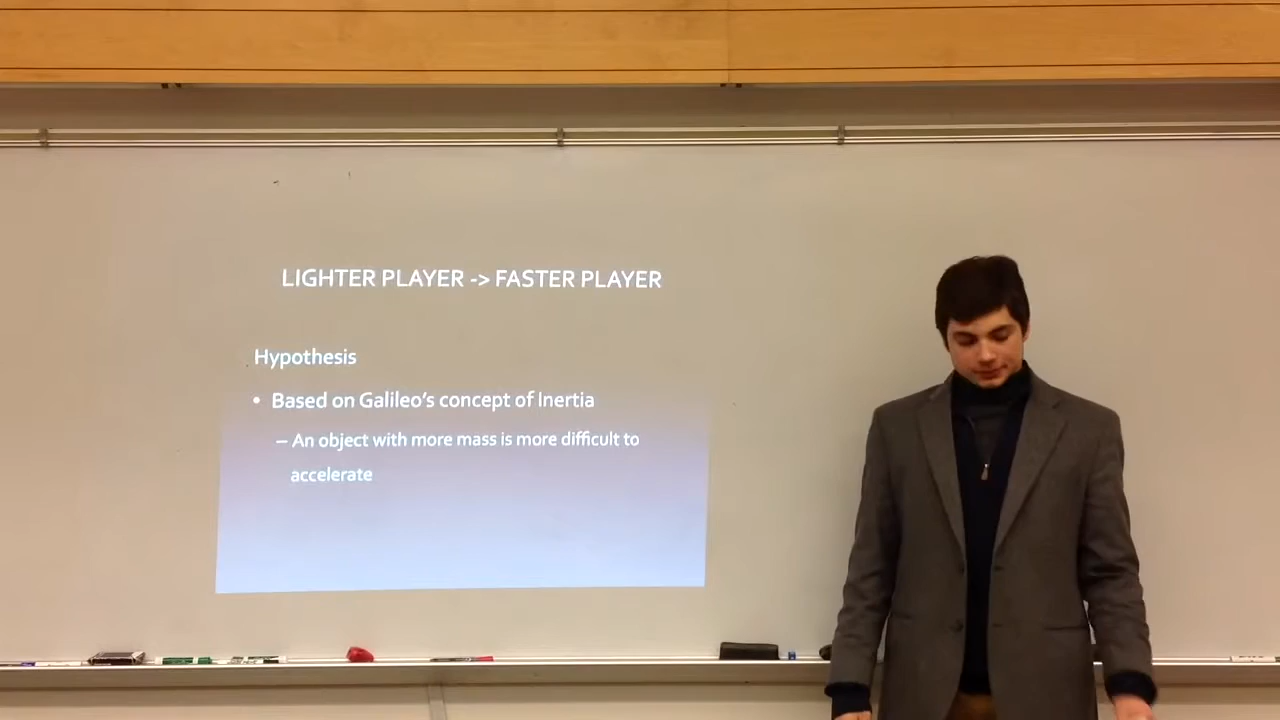 LIGHTER PLAYER -> FASTER PLAYER
Hypothesis
• Based on Galileo's concept of Inertia
– An object with more mass is more difficult to
accelerate